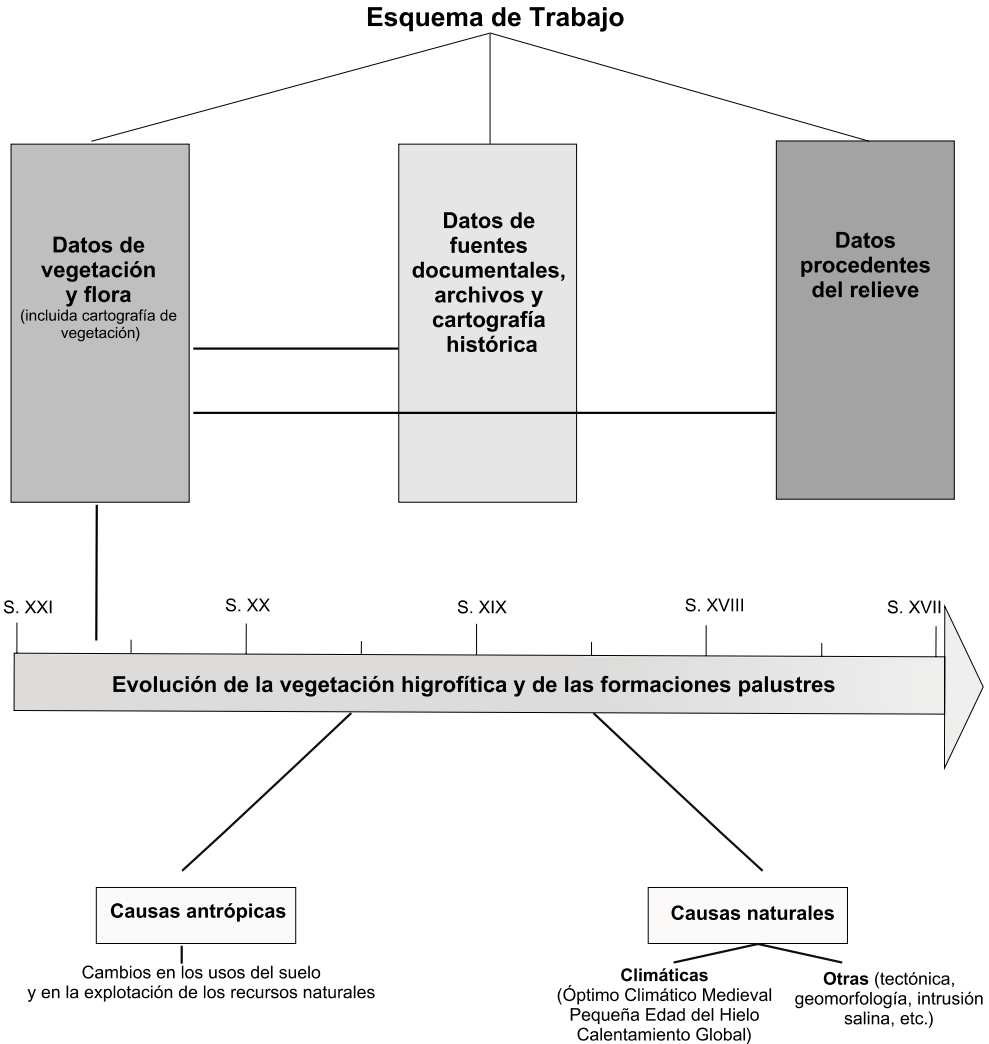 Esquema de Trabajo
Datos de
vegetación
y flora
(incluida cartografía de
vegetación)
Datos de
fuentes
documentales,
archivos y
cartografía
histórica
Datos
procedentes
del relieve
S. XXI
S. XX
S. XIX
S. XVIII
S. XVII
Evolución de la vegetación higrofítica y de las formaciones palustres
Causas antrópicas
Cambios en los usos del suelo
y en la explotación de los recursos naturales
Causas naturales
Climáticas
(Óptimo Climático Medieval
Pequeña Edad del Hielo
Calentamiento Global)
Otras (tectónica,
geomorfología, intrusión
salina, etc.)